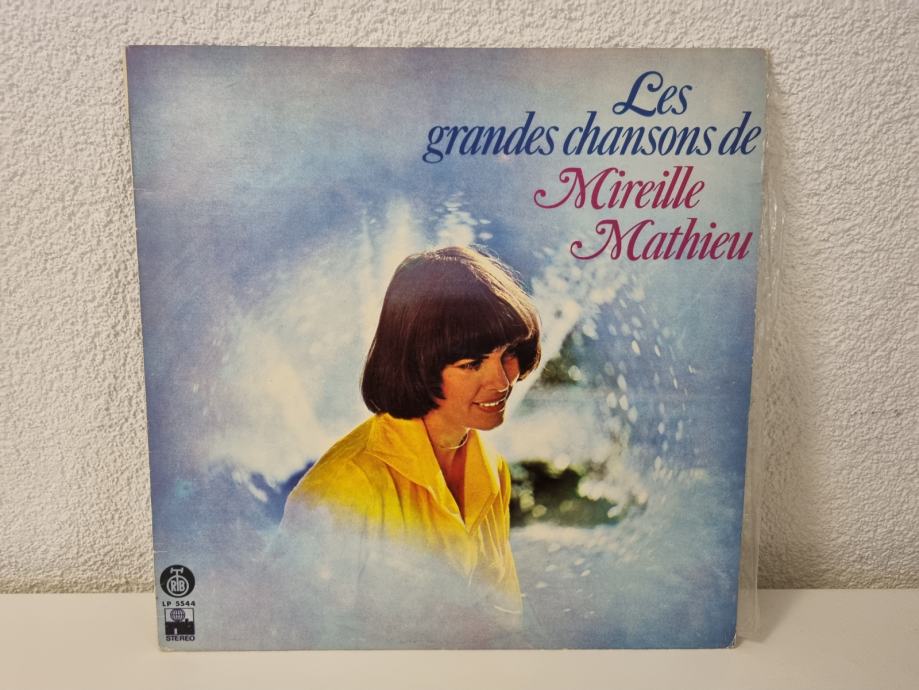 Les
grandes chansons de
Mireille
Mathieu
RTB
LP 5544
STEREO